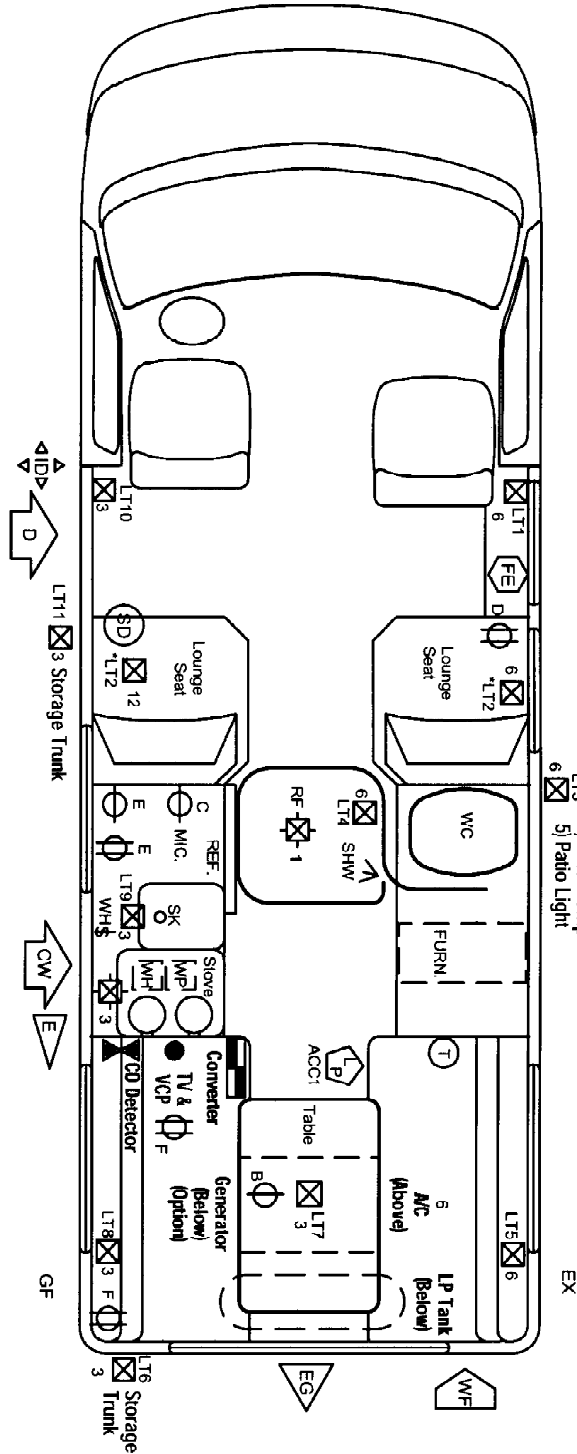 ID
D
LT10
3
LT1
6
FE
D
LT11
3 Storage Trunk
SD
Lounge
Seat
*LT2
12
Lounge
Seat
*LT2
6
6
5) Patio Light
E
C
E
MIC.
REF.
RF
1
LT4
6
SHW
WC
LT9
3
SK
WHS
FURN.
CW
E
Stove
WH
WP
3
CO Detector
TV &
VCP
F
Converter
LP
ACC1
T
Table
Generator
(Below)
(Option)
B
LT7
3
6
A/C
(Above)
LP Tank
(Below)
LT5
6
EX
LT8
3
F
GF
LT6
3
Storage
Trunk
EG
WF